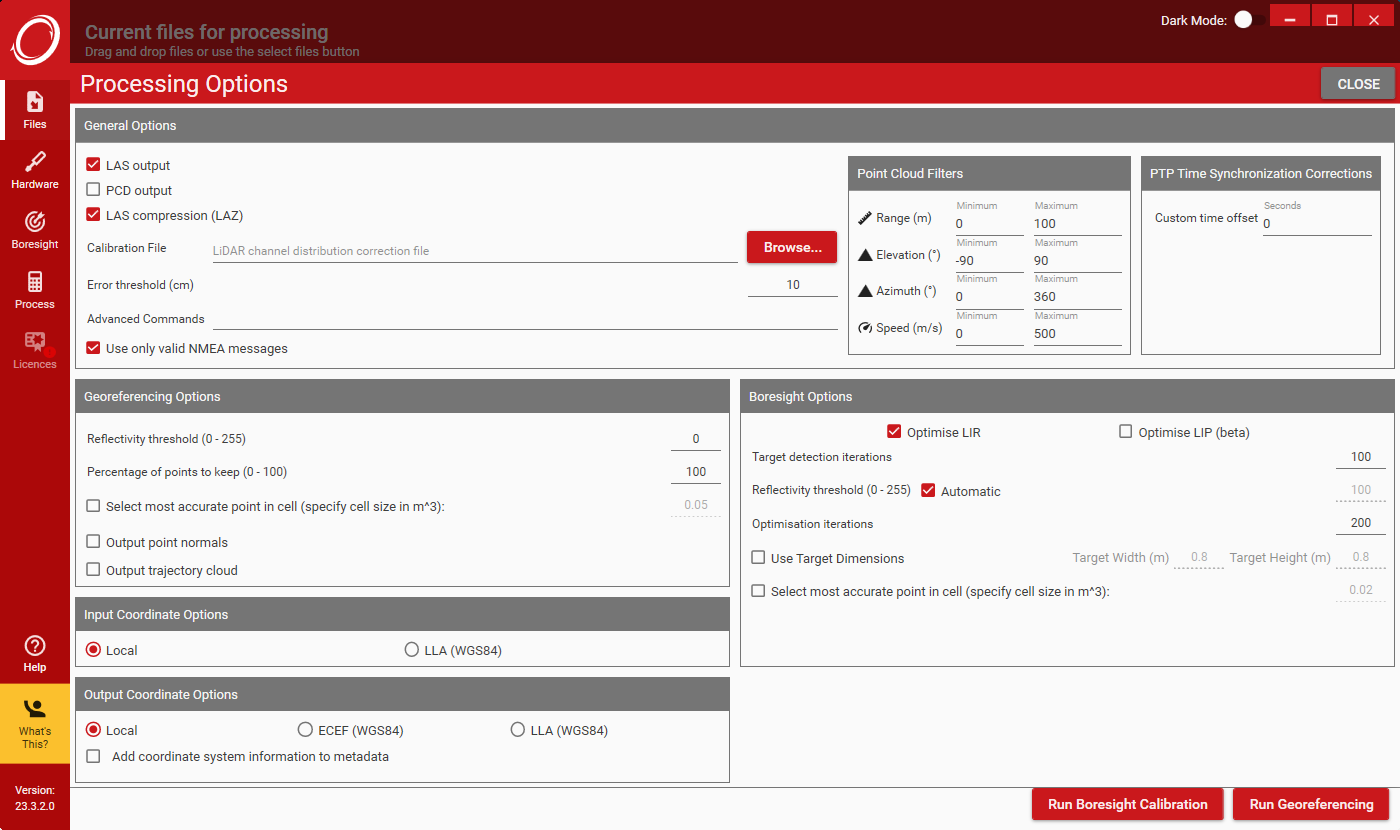 Current files for processing
Drag and drop files or use the select files button
Dark Mode:
Processing Options
CLOSE
Files
Hardware
Boresight
Process
Licences
Help
What's
This?
Version:
23.3.2.0
General Options
LAS output
PCD output
LAS compression (LAZ)
Calibration File LiDAR channel distribution correction file Browse...
Error threshold (cm) 10
Advanced Commands
Use only valid NMEA messages
Point Cloud Filters
Minimum Maximum
Range (m) 0 100
Minimum Maximum
Elevation (°) -90 90
Minimum Maximum
Azimuth (°) 0 360
Minimum Maximum
Speed (m/s) 0 500
PTP Time Synchronization Corrections
Seconds
Custom time offset 0
Georeferencing Options
Reflectivity threshold (0 - 255) 0
Percentage of points to keep (0 - 100) 100
Select most accurate point in cell (specify cell size in m^3): 0.05
Output point normals
Output trajectory cloud
Boresight Options
Optimise LIR Optimise LIP (beta)
Target detection iterations 100
Reflectivity threshold (0 - 255) Automatic 100
Optimisation iterations 200
Use Target Dimensions Target Width (m) 0.8 Target Height (m) 0.8
Select most accurate point in cell (specify cell size in m^3): 0.02
Input Coordinate Options
Local LLA (WGS84)
Output Coordinate Options
Local ECEF (WGS84) LLA (WGS84)
Add coordinate system information to metadata
Run Boresight Calibration Run Georeferencing